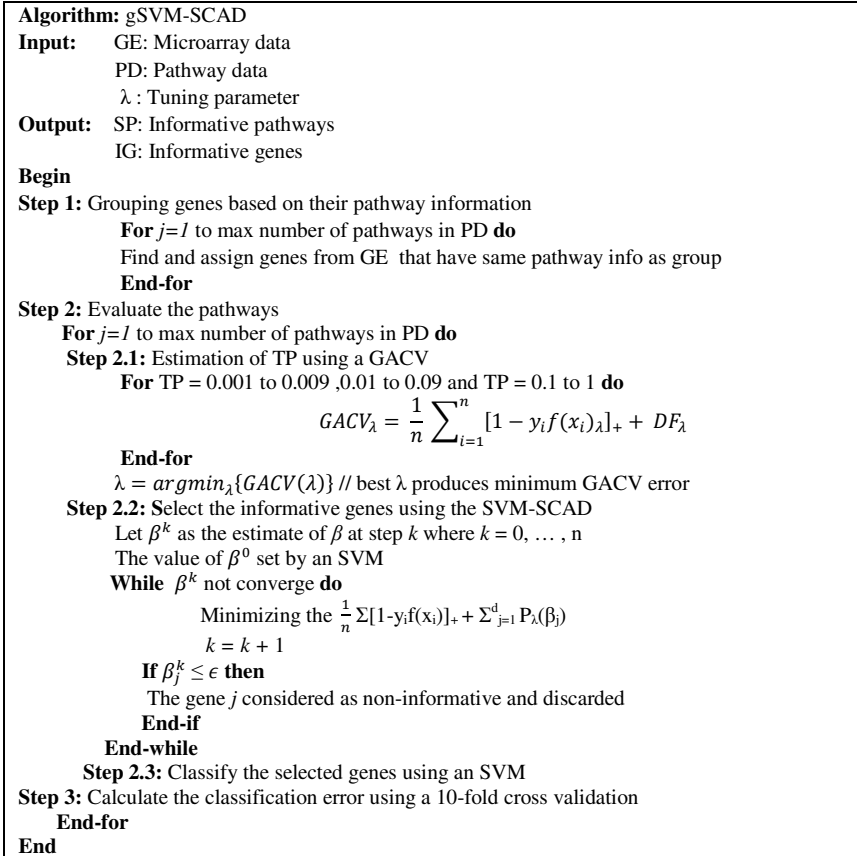 Algorithm: gSVM-SCAD
Input: GE: Microarray data
PD: Pathway data
λ : Tuning parameter
Output: SP: Informative pathways
IG: Informative genes
Begin
Step 1: Grouping genes based on their pathway information
For j=1 to max number of pathways in PD do
Find and assign genes from GE that have same pathway info as group
End-for
Step 2: Evaluate the pathways
For j=1 to max number of pathways in PD do
Step 2.1: Estimation of TP using a GACV
For TP = 0.001 to 0.009 ,0.01 to 0.09 and TP = 0.1 to 1 do
GACV_λ = 1/n ∑_{i=1}^{n} [1 − y_i f(x_i)_λ]_+ + DF_λ
End-for
λ = argmin_λ{GACV(λ)} // best λ produces minimum GACV error
Step 2.2: Select the informative genes using the SVM-SCAD
Let β^k as the estimate of β at step k where k = 0, … , n
The value of β^0 set by an SVM
While β^k not converge do
Minimizing the 1/n Σ[1-y_i f(x_i)]_+ + Σ^d_{j=1} P_λ(β_j)
k = k + 1
If β_j^k ≤ ϵ then
The gene j considered as non-informative and discarded
End-if
End-while
Step 2.3: Classify the selected genes using an SVM
Step 3: Calculate the classification error using a 10-fold cross validation
End-for
End